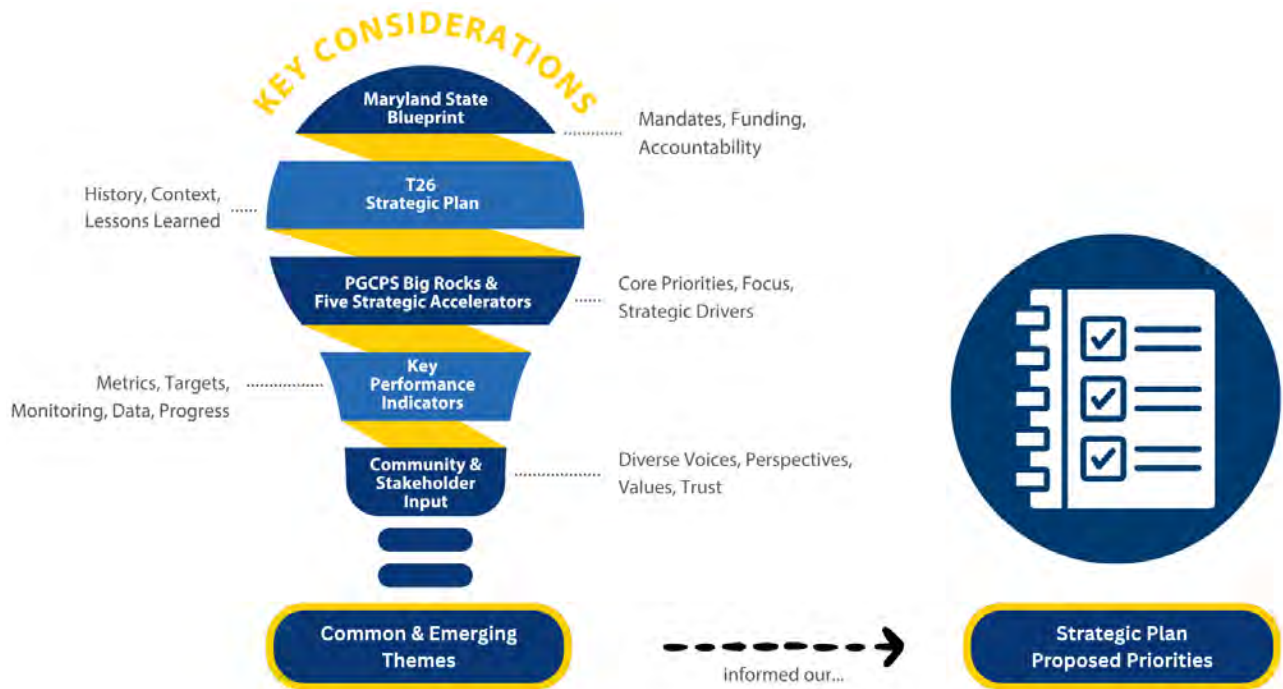 KEY CONSIDERATIONS
Maryland State
Blueprint
Mandates, Funding,
Accountability
T26
Strategic Plan
History, Context,
Lessons Learned
PGCPS Big Rocks &
Five Strategic Accelerators
Core Priorities, Focus,
Strategic Drivers
Key
Performance
Indicators
Metrics, Targets,
Monitoring, Data, Progress
Community &
Stakeholder
Input
Diverse Voices, Perspectives,
Values, Trust
Common & Emerging
Themes
informed our...
Strategic Plan
Proposed Priorities